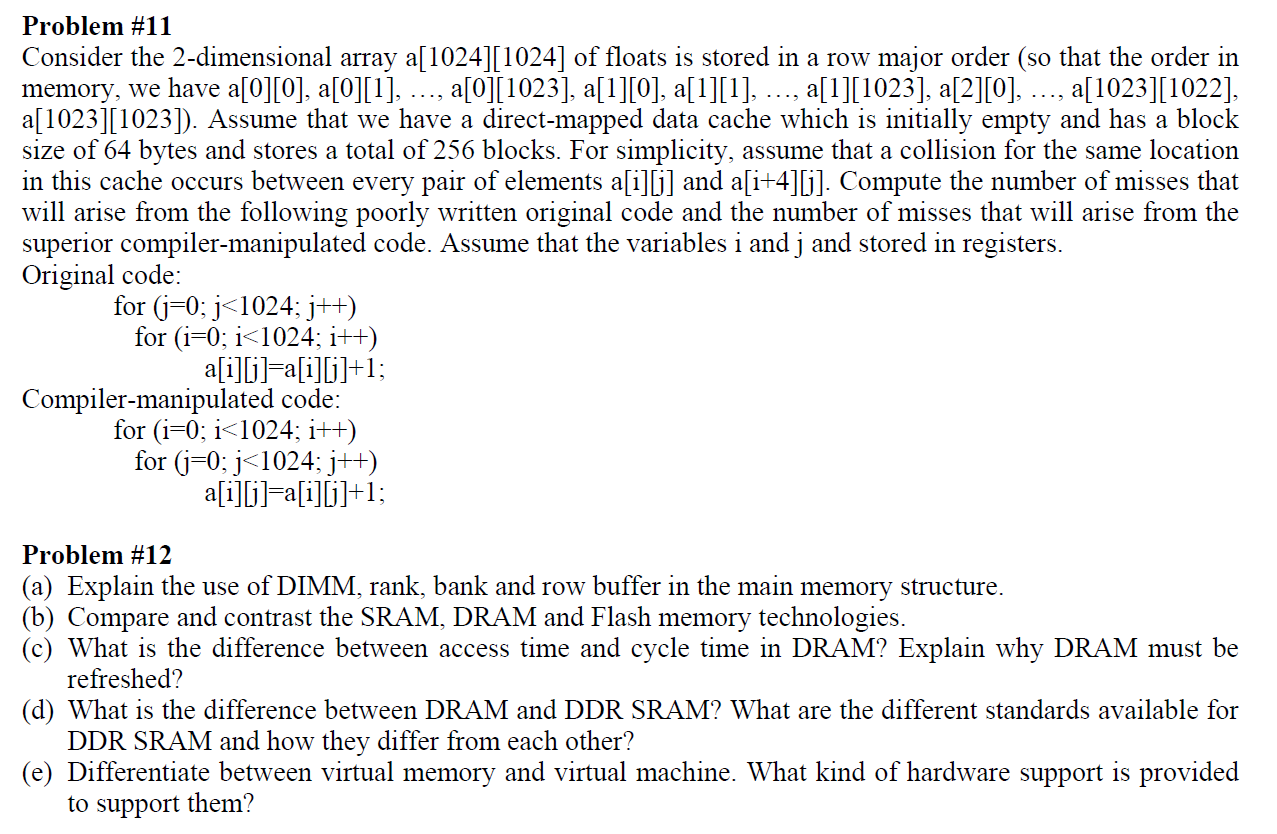 Problem #11
Consider the 2-dimensional array a[1024][1024] of floats is stored in a row major order (so that the order in
memory, we have a[0][0], a[0][1], …, a[0][1023], a[1][0], a[1][1], …, a[1][1023], a[2][0], …, a[1023][1022],
a[1023][1023]). Assume that we have a direct-mapped data cache which is initially empty and has a block
size of 64 bytes and stores a total of 256 blocks. For simplicity, assume that a collision for the same location
in this cache occurs between every pair of elements a[i][j] and a[i+4][j]. Compute the number of misses that
will arise from the following poorly written original code and the number of misses that will arise from the
superior compiler-manipulated code. Assume that the variables i and j and stored in registers.
Original code:
for (j=0; j<1024; j++)
for (i=0; i<1024; i++)
a[i][j]=a[i][j]+1;
Compiler-manipulated code:
for (i=0; i<1024; i++)
for (j=0; j<1024; j++)
a[i][j]=a[i][j]+1;
Problem #12
(a) Explain the use of DIMM, rank, bank and row buffer in the main memory structure.
(b) Compare and contrast the SRAM, DRAM and Flash memory technologies.
(c) What is the difference between access time and cycle time in DRAM? Explain why DRAM must be
refreshed?
(d) What is the difference between DRAM and DDR SRAM? What are the different standards available for
DDR SRAM and how they differ from each other?
(e) Differentiate between virtual memory and virtual machine. What kind of hardware support is provided
to support them?